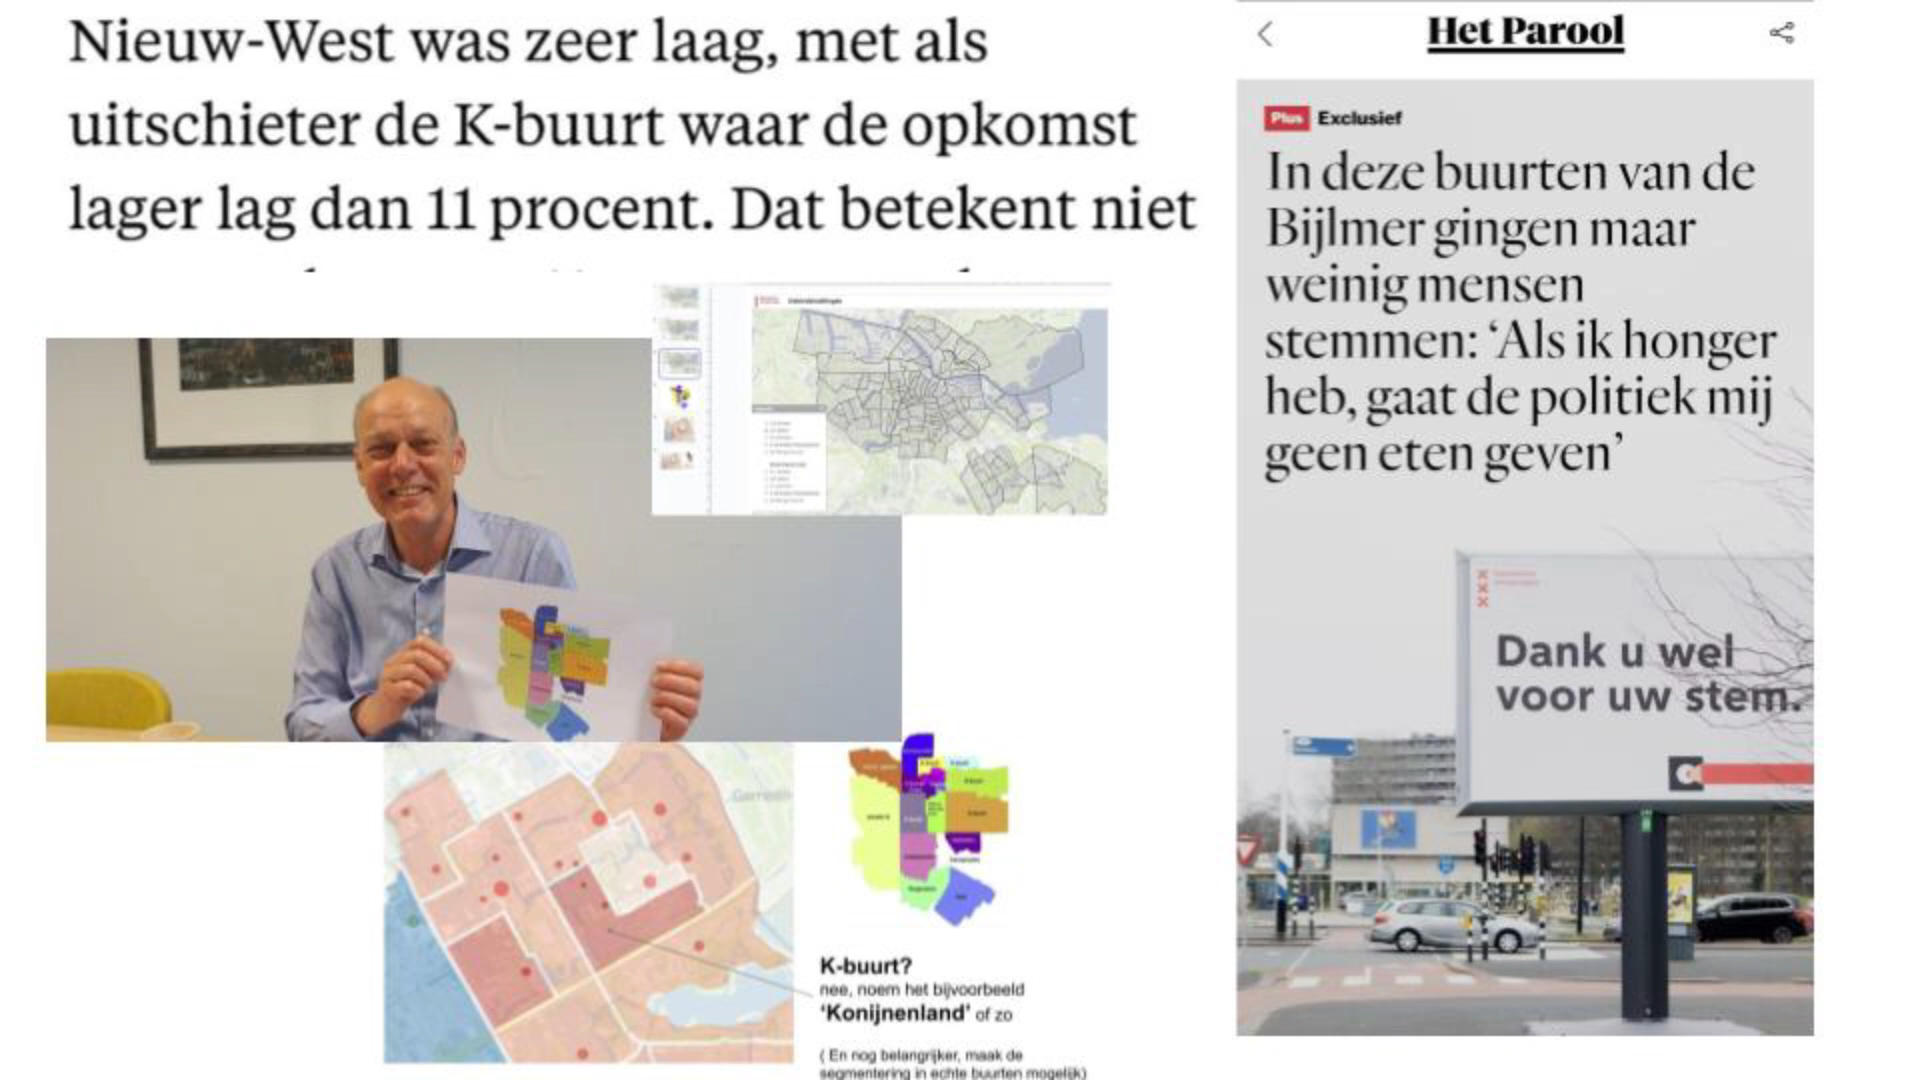 Nieuw-West was zeer laag, met als
uitschieter de K-buurt waar de opkomst
lager lag dan 11 procent. Dat betekent niet
Het Parool
Plus Exclusief
In deze buurten van de
Bijlmer gingen maar
weinig mensen
stemmen: ‘Als ik honger
heb, gaat de politiek mij
geen eten geven’
Dank u wel
voor uw stem.
K-buurt?
nee, noem het bijvoorbeeld
‘Konijnenland’ of zo
( En nog belangrijker, maak de
segmentering in echte buurten mogelijk)